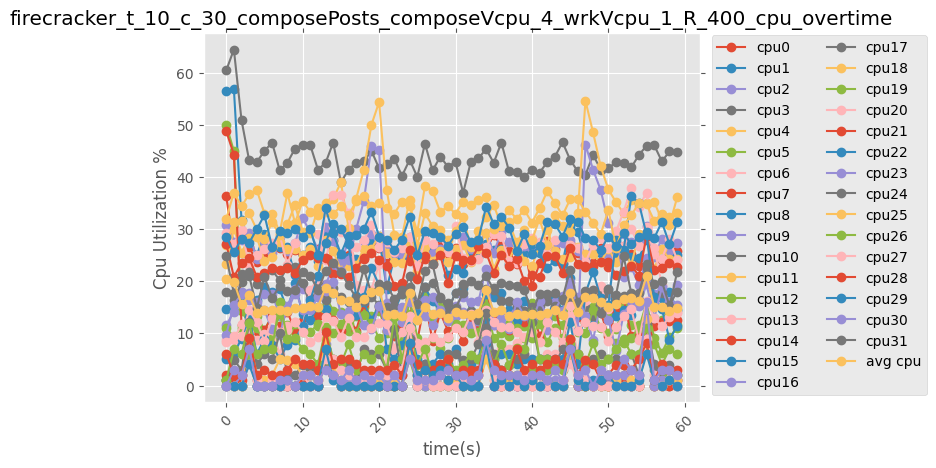 firecracker_t_10_c_30_composePosts_composeVcpu_4_wrkVcpu_1_R_400_cpu_overtime
Cpu Utilization %
60
50
40
30
20
10
0
0
10
20
30
40
50
60
time(s)
cpu0
cpu1
cpu2
cpu3
cpu4
cpu5
cpu6
cpu7
cpu8
cpu9
cpu10
cpu11
cpu12
cpu13
cpu14
cpu15
cpu16
cpu17
cpu18
cpu19
cpu20
cpu21
cpu22
cpu23
cpu24
cpu25
cpu26
cpu27
cpu28
cpu29
cpu30
cpu31
avg cpu